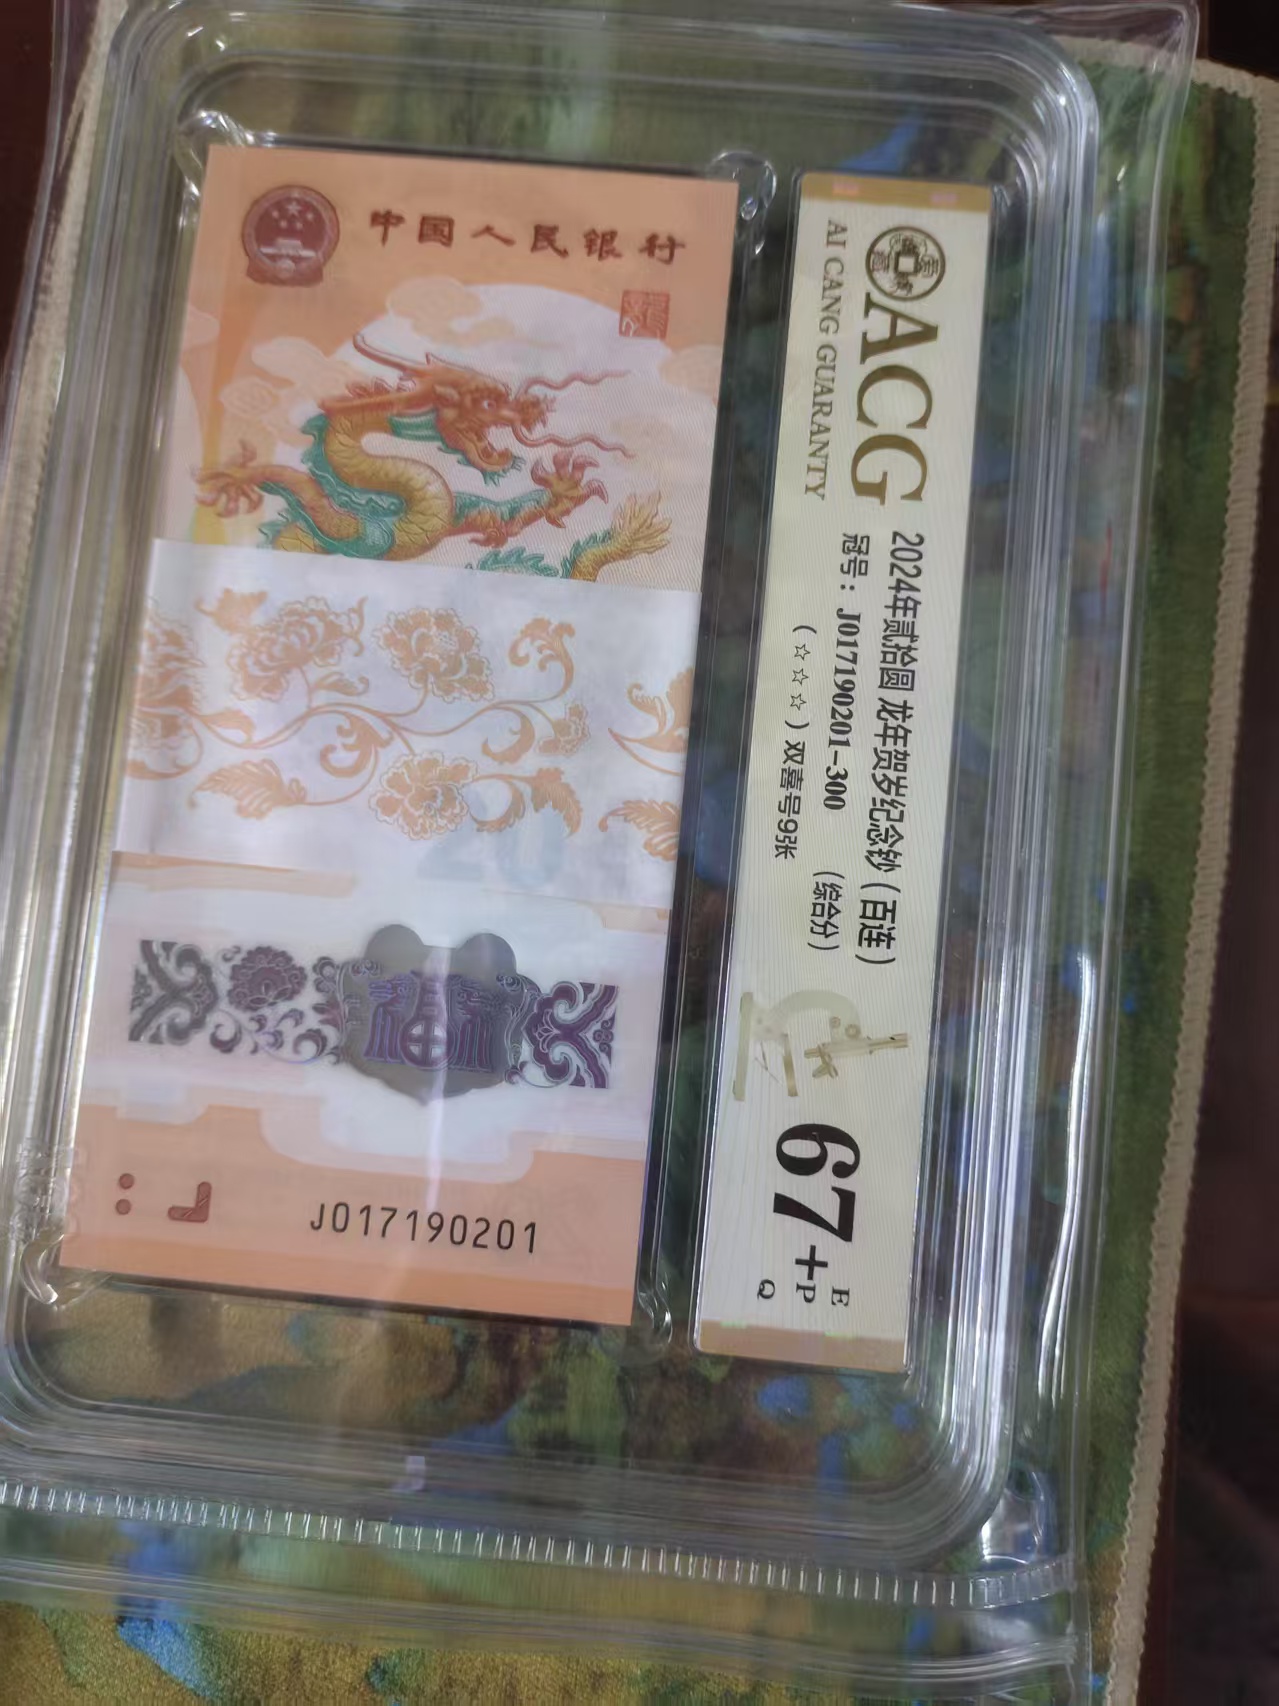 中国人民银行
福
J017190201
ACG
AI CANG GUARANTY
2024年贰拾圆 龙年贺岁纪念钞(百连)
冠号:J017190201-300 (综合分)
(☆☆☆)双喜号9张
67+
E
P
Q